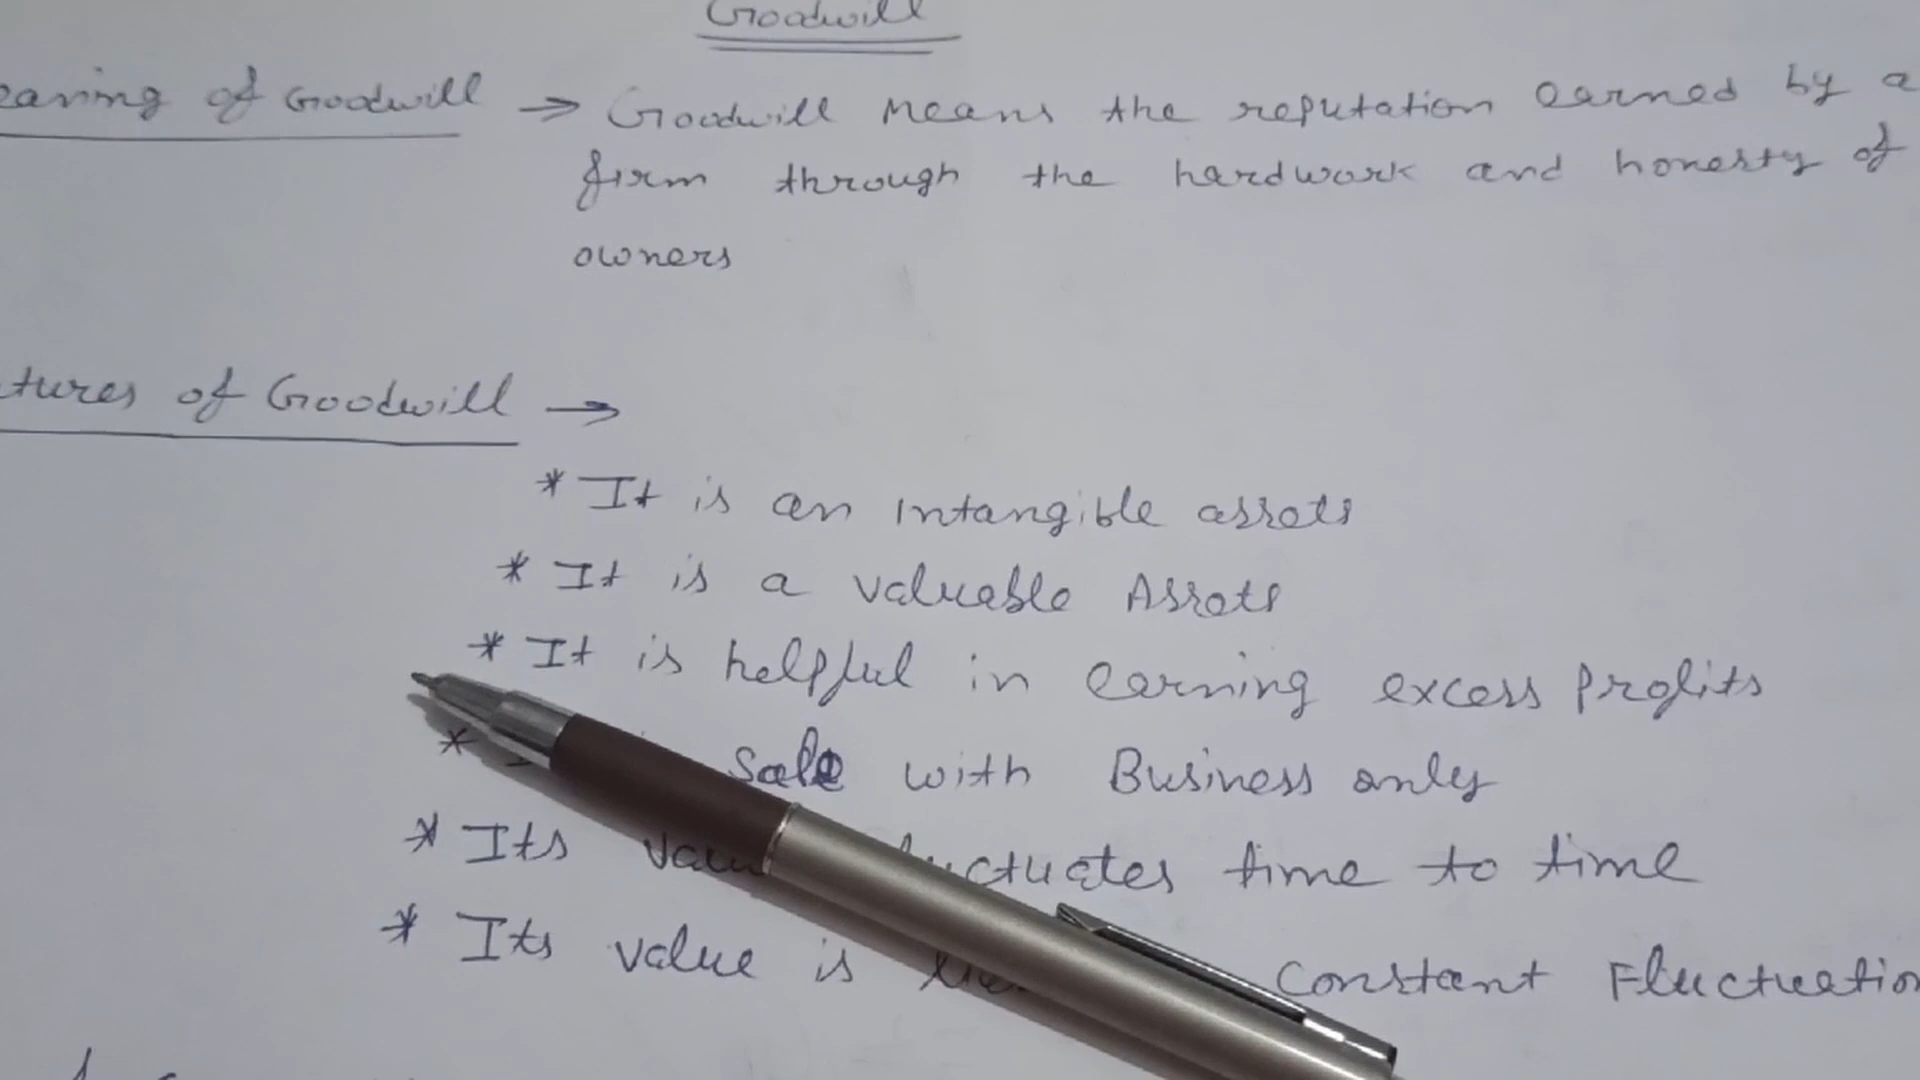 Goodwill
eaning of Goodwill → Goodwill Means the reputation earned by a
firm through the hardwork and honesty of
owners
tures of Goodwill →
* It is an Intangible assets
* It is a valuable Assets
* It is helpful in earning excess Profits
* Sale with Business only
* Its time to time
* Its value is Constant Fluctuation